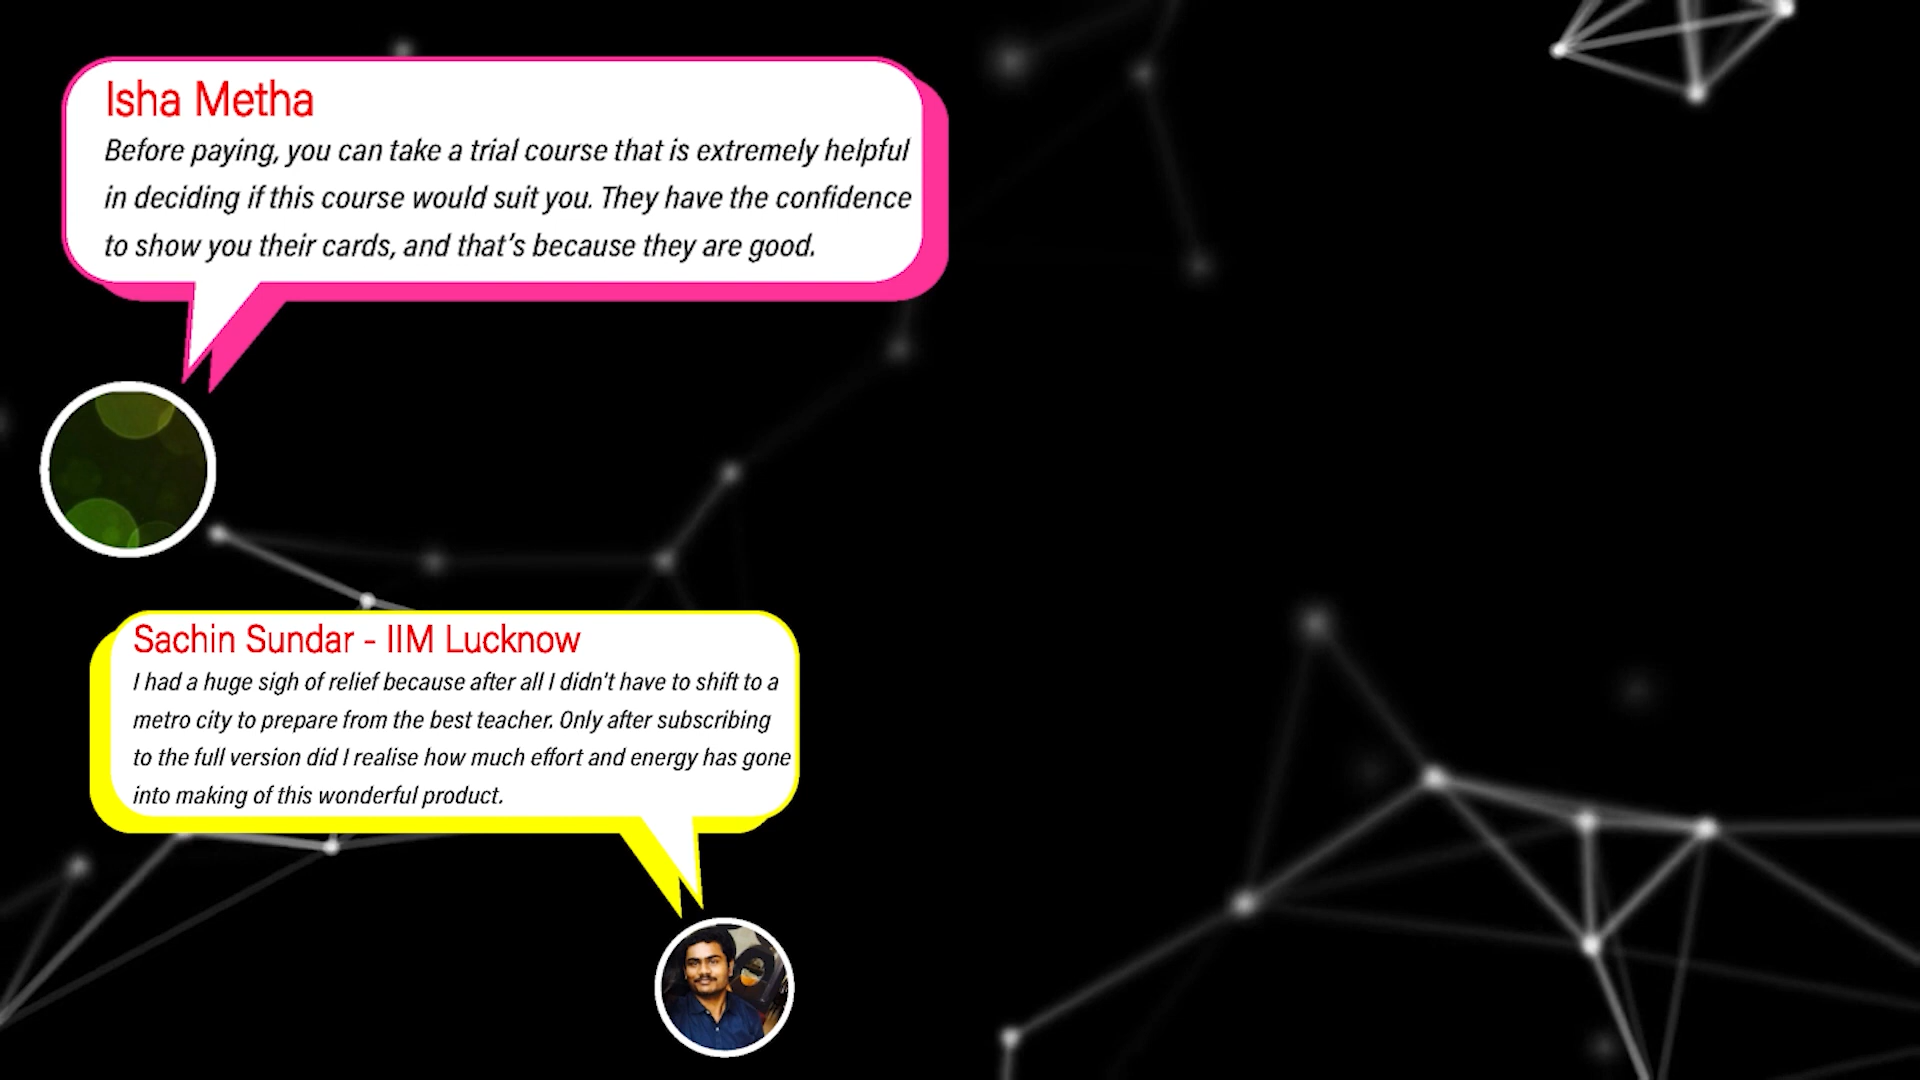 Isha Metha
Before paying, you can take a trial course that is extremely helpful
in deciding if this course would suit you. They have the confidence
to show you their cards, and that's because they are good.
Sachin Sundar - IIM Lucknow
I had a huge sigh of relief because after all I didn't have to shift to a
metro city to prepare from the best teacher. Only after subscribing
to the full version did I realise how much effort and energy has gone
into making of this wonderful product.